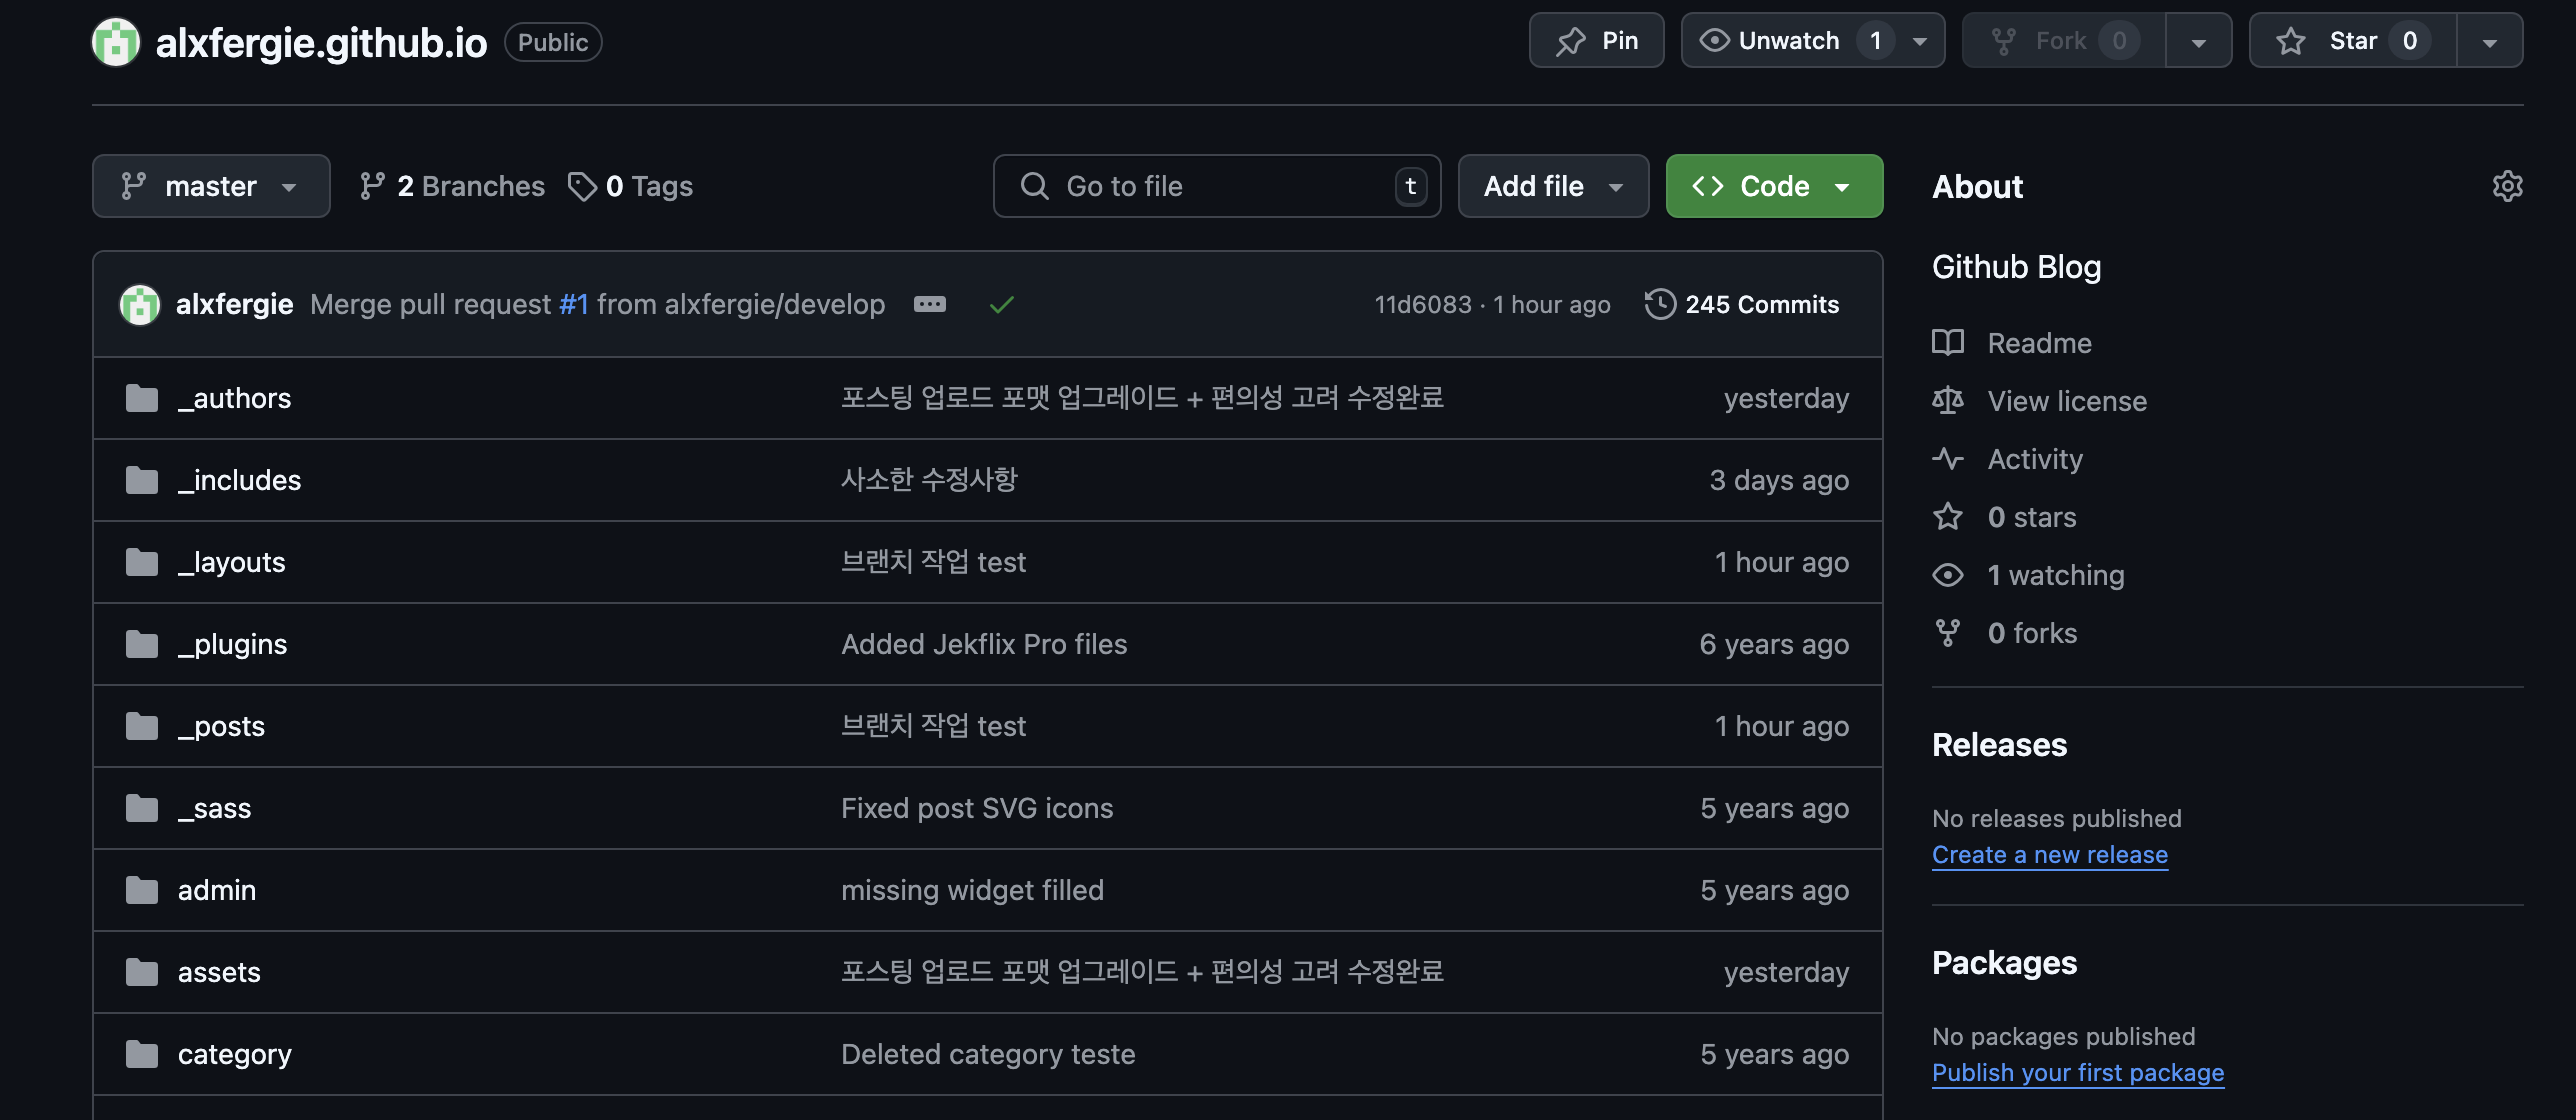 alxfergie.github.io Public Pin Unwatch 1 Fork 0 Star 0
master 2 Branches 0 Tags Go to file t Add file <> Code
alxfergie Merge pull request #1 from alxfergie/develop 11d6083 · 1 hour ago 245 Commits
_authors 포스팅 업로드 포맷 업그레이드 + 편의성 고려 수정완료 yesterday
_includes 사소한 수정사항 3 days ago
_layouts 브랜치 작업 test 1 hour ago
_plugins Added Jekflix Pro files 6 years ago
_posts 브랜치 작업 test 1 hour ago
_sass Fixed post SVG icons 5 years ago
admin missing widget filled 5 years ago
assets 포스팅 업로드 포맷 업그레이드 + 편의성 고려 수정완료 yesterday
category Deleted category teste 5 years ago
About
Github Blog
Readme
View license
Activity
0 stars
1 watching
0 forks
Releases
No releases published
Create a new release
Packages
No packages published
Publish your first package